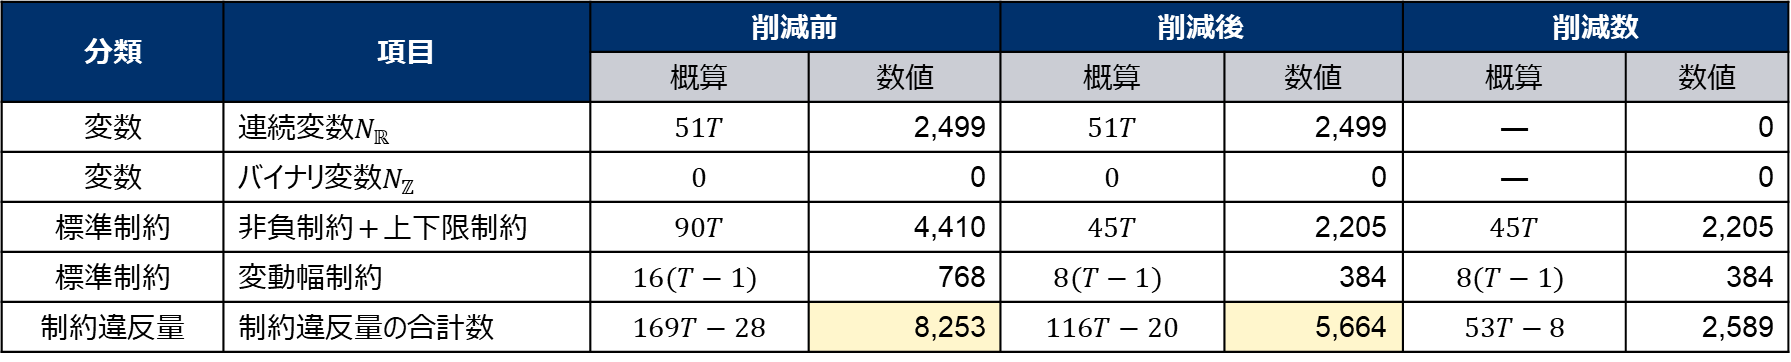 分類 項目 削減前 削減後 削減数
概算 数値 概算 数値 概算 数値
変数 連続変数Nℝ 51T 2,499 51T 2,499 — 0
変数 バイナリ変数Nℤ 0 0 0 0 — 0
標準制約 非負制約＋上下限制約 90T 4,410 45T 2,205 45T 2,205
標準制約 変動幅制約 16(T − 1) 768 8(T − 1) 384 8(T − 1) 384
制約違反量 制約違反量の合計数 169T − 28 8,253 116T − 20 5,664 53T − 8 2,589